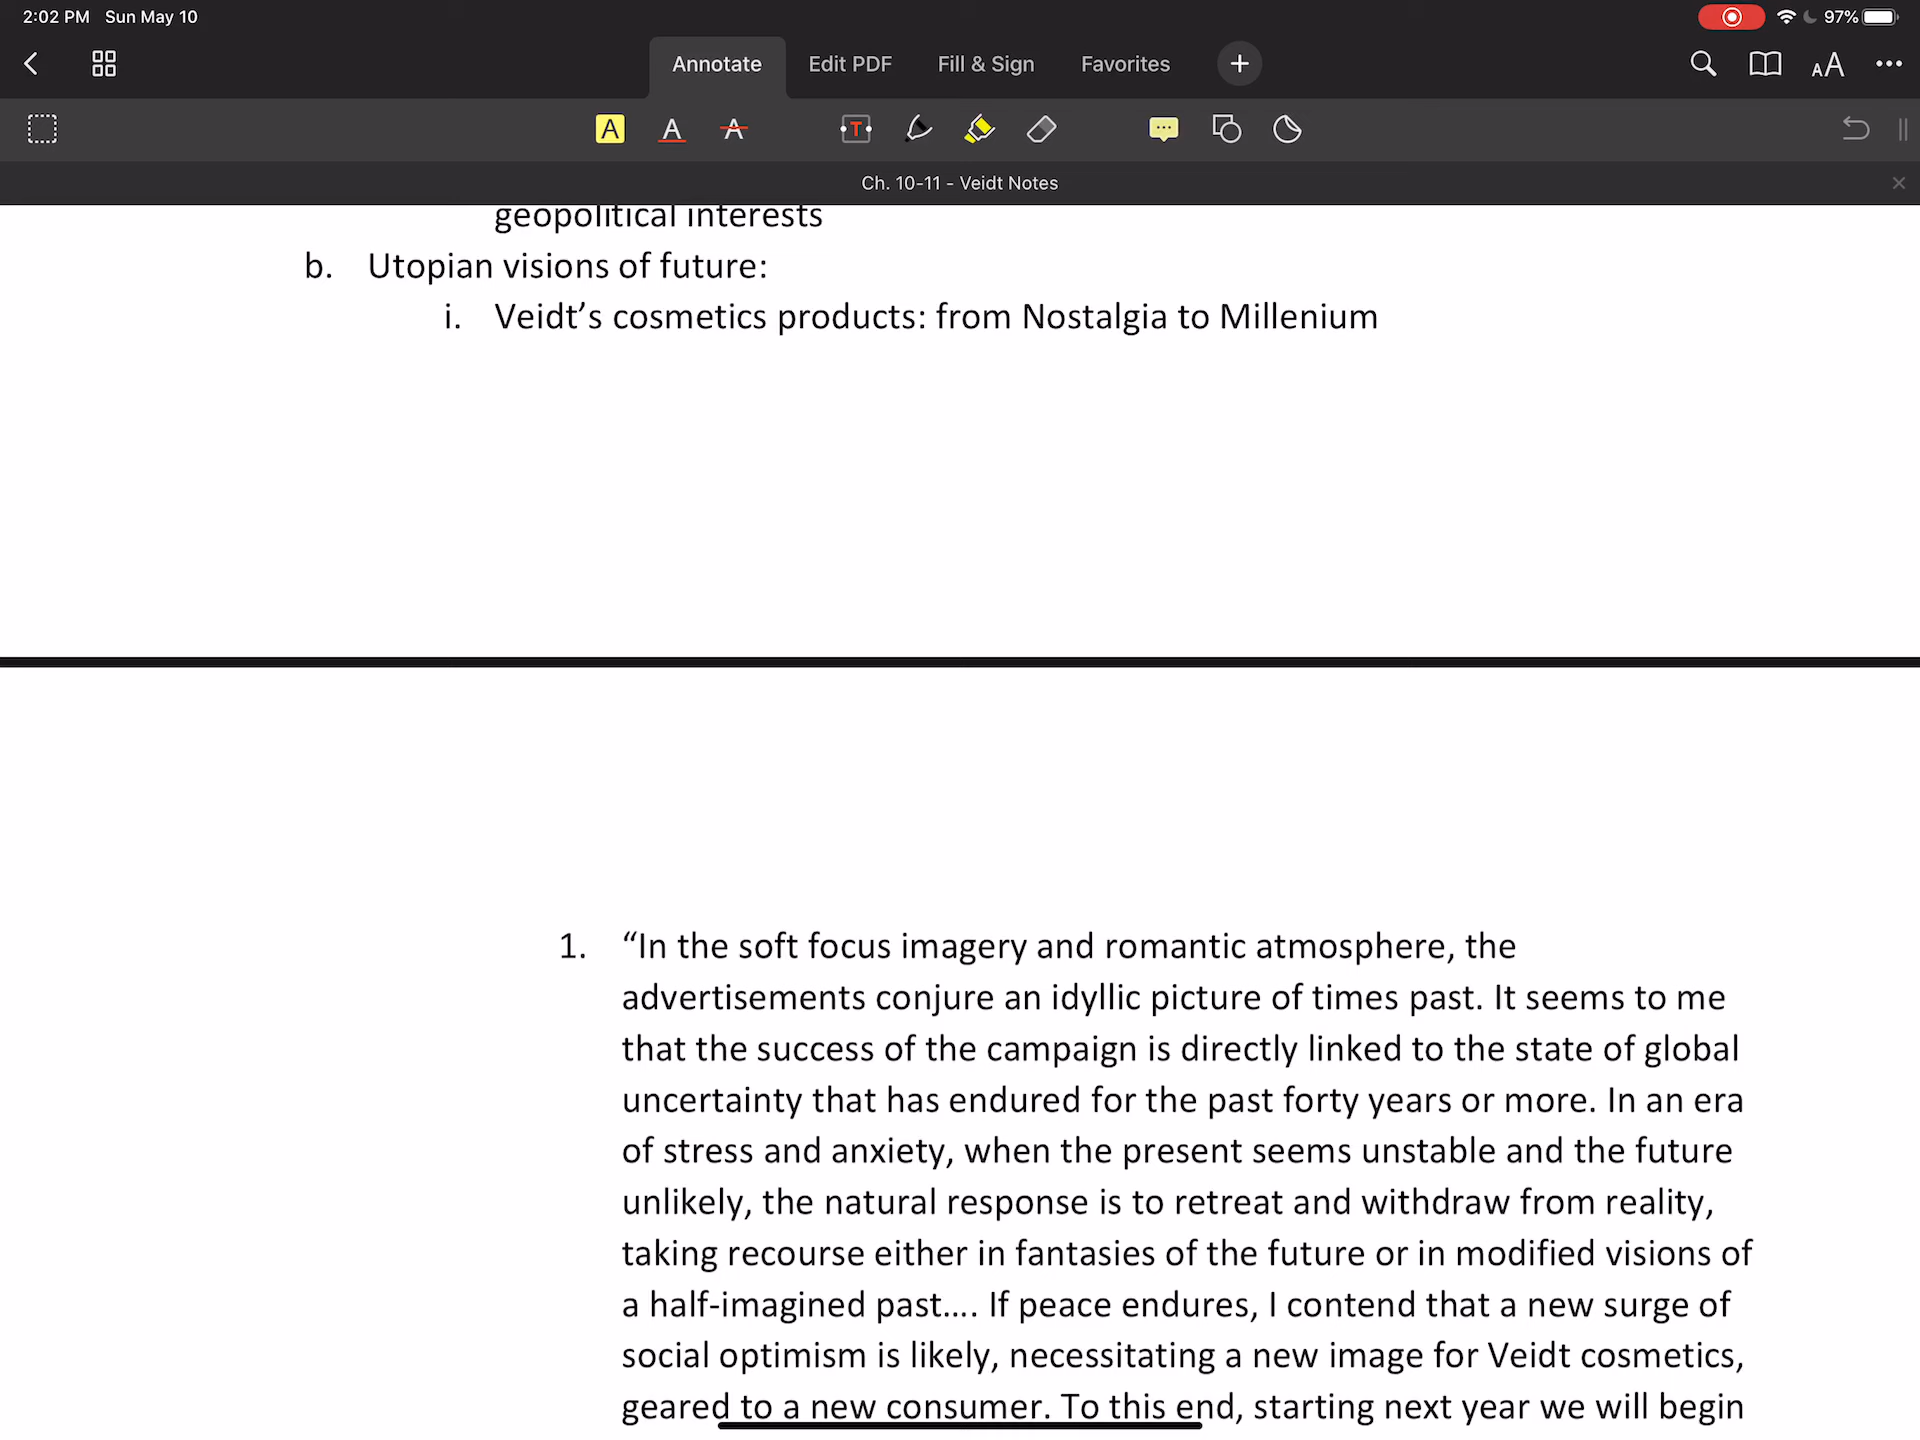 2:02 PM Sun May 10
97%
Annotate Edit PDF Fill & Sign Favorites
AA
A A A T
Ch. 10-11 - Veidt Notes
geopolitical interests
b. Utopian visions of future:
i. Veidt’s cosmetics products: from Nostalgia to Millenium
1. “In the soft focus imagery and romantic atmosphere, the
advertisements conjure an idyllic picture of times past. It seems to me
that the success of the campaign is directly linked to the state of global
uncertainty that has endured for the past forty years or more. In an era
of stress and anxiety, when the present seems unstable and the future
unlikely, the natural response is to retreat and withdraw from reality,
taking recourse either in fantasies of the future or in modified visions of
a half-imagined past…. If peace endures, I contend that a new surge of
social optimism is likely, necessitating a new image for Veidt cosmetics,
geared to a new consumer. To this end, starting next year we will begin